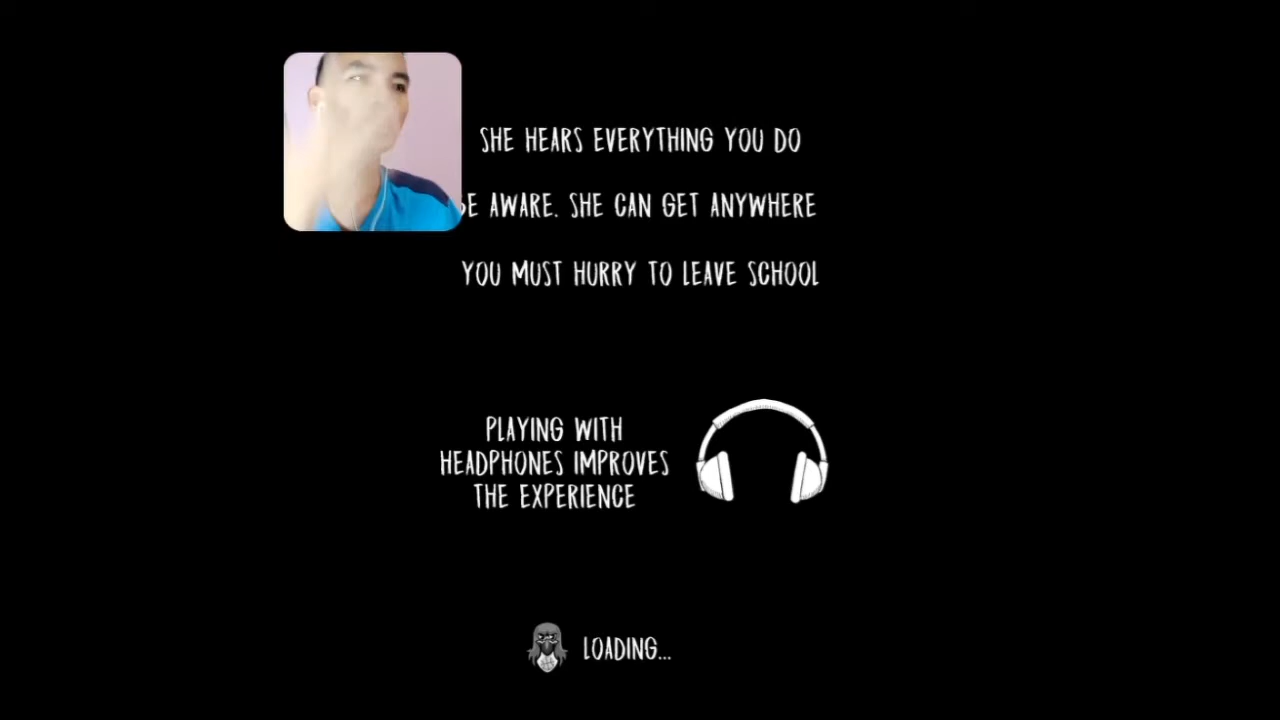 SHE HEARS EVERYTHING YOU DO
BE AWARE. SHE CAN GET ANYWHERE
YOU MUST HURRY TO LEAVE SCHOOL
PLAYING WITH
HEADPHONES IMPROVES
THE EXPERIENCE
LOADING...